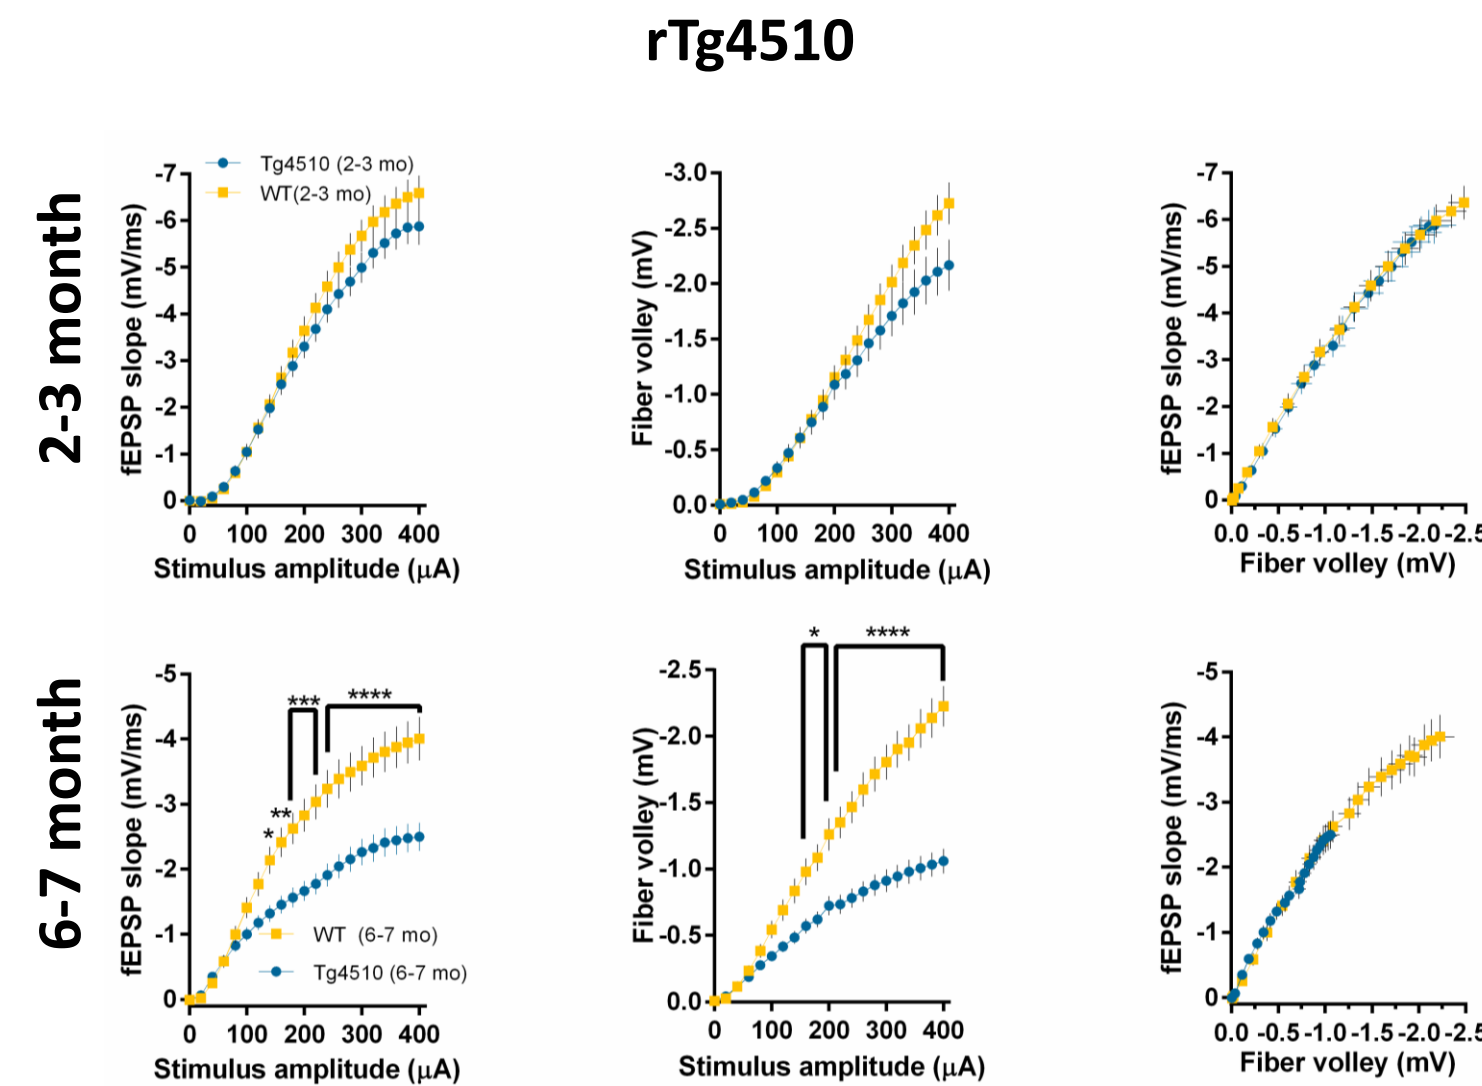 rTg4510
2-3 month
Tg4510 (2-3 mo)
WT(2-3 mo)
fEPSP slope (mV/ms)
-7
-6
-5
-4
-3
-2
-1
0
0 100 200 300 400
Stimulus amplitude (µA)
Fiber volley (mV)
-3.0
-2.5
-2.0
-1.5
-1.0
-0.5
0.0
0 100 200 300 400
Stimulus amplitude (µA)
fEPSP slope (mV/ms)
-7
-6
-5
-4
-3
-2
-1
0
0.0 -0.5 -1.0 -1.5 -2.0 -2.5
Fiber volley (mV)
6-7 month
fEPSP slope (mV/ms)
-5
-4
-3
-2
-1
0
*** ****
**
*
WT (6-7 mo)
Tg4510 (6-7 mo)
0 100 200 300 400
Stimulus amplitude (µA)
Fiber volley (mV)
* ****
-2.5
-2.0
-1.5
-1.0
-0.5
0.0
0 100 200 300 400
Stimulus amplitude (µA)
fEPSP slope (mV/ms)
-5
-4
-3
-2
-1
0
0.0 -0.5 -1.0 -1.5 -2.0 -2.5
Fiber volley (mV)